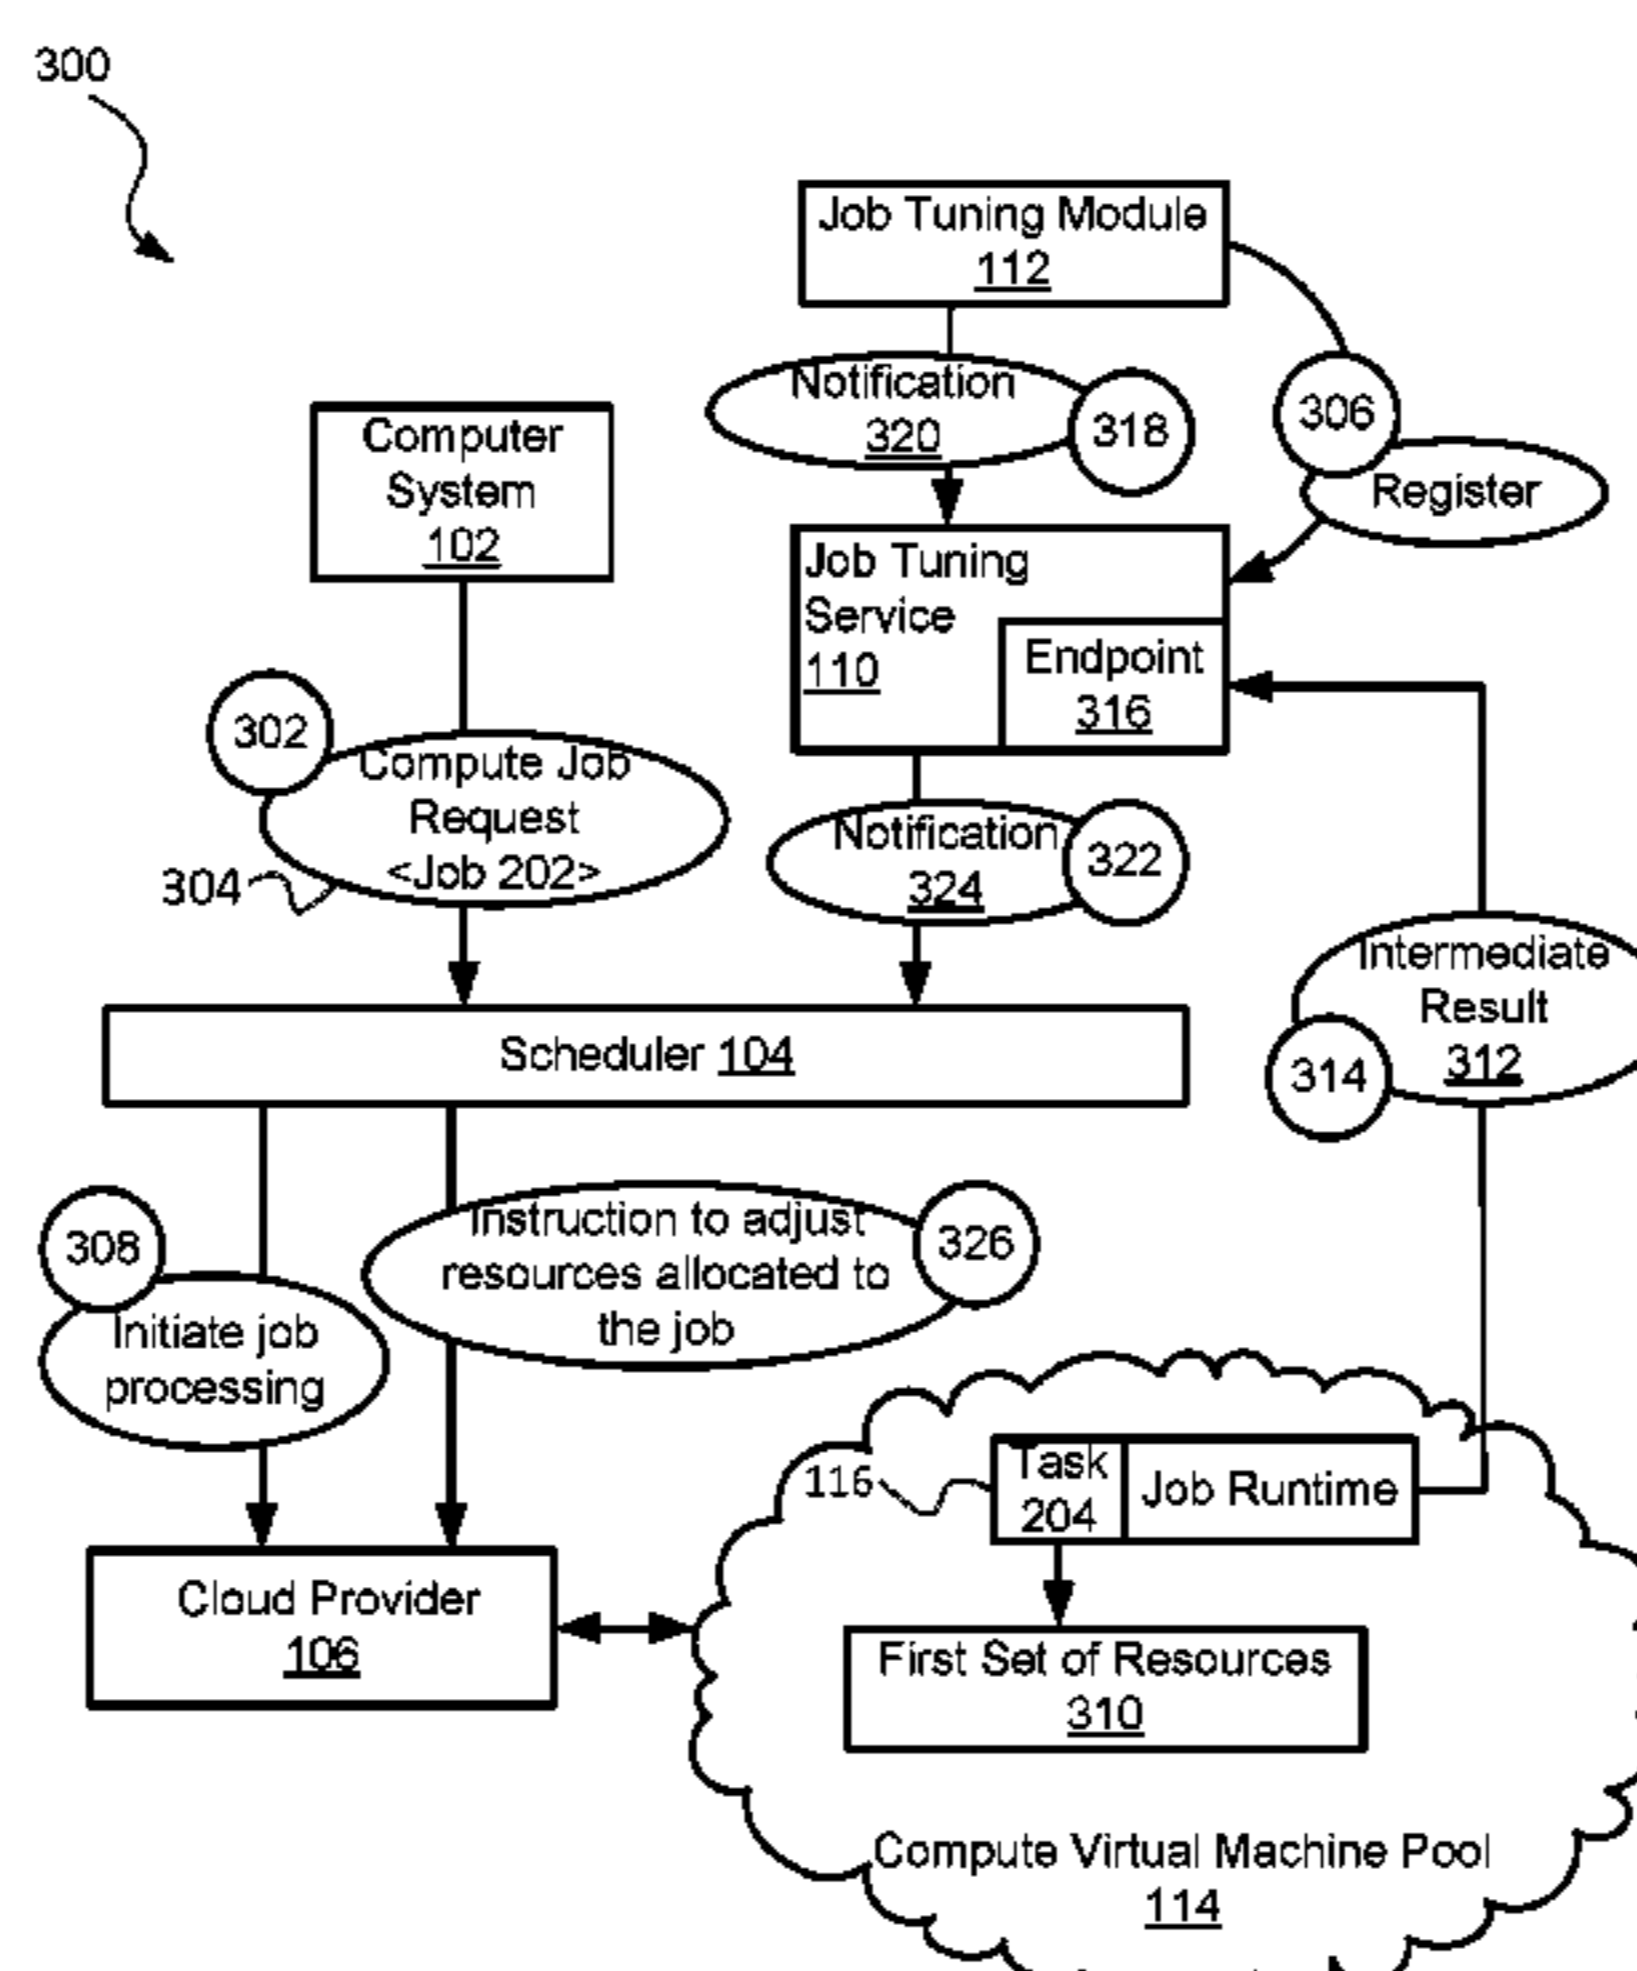 300
Job Tuning Module
112
Notification
320
318
306
Register
Computer
System
102
Job Tuning
Service
110
Endpoint
316
302
Compute Job
Request
<Job 202>
304
Notification
324
322
Intermediate
Result
312
314
Scheduler 104
308
Initiate job
processing
Instruction to adjust
resources allocated to
the job
326
Cloud Provider
106
116
Task
204
Job Runtime
First Set of Resources
310
Compute Virtual Machine Pool
114